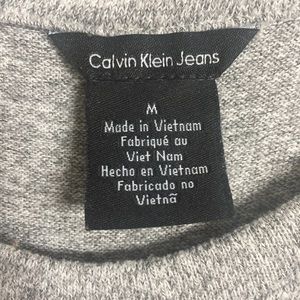 Calvin Klein Jeans
M
Made in Vietnam
Fabriqué au
Viet Nam
Hecho en Vietnam
Fabricado no
Vietnã